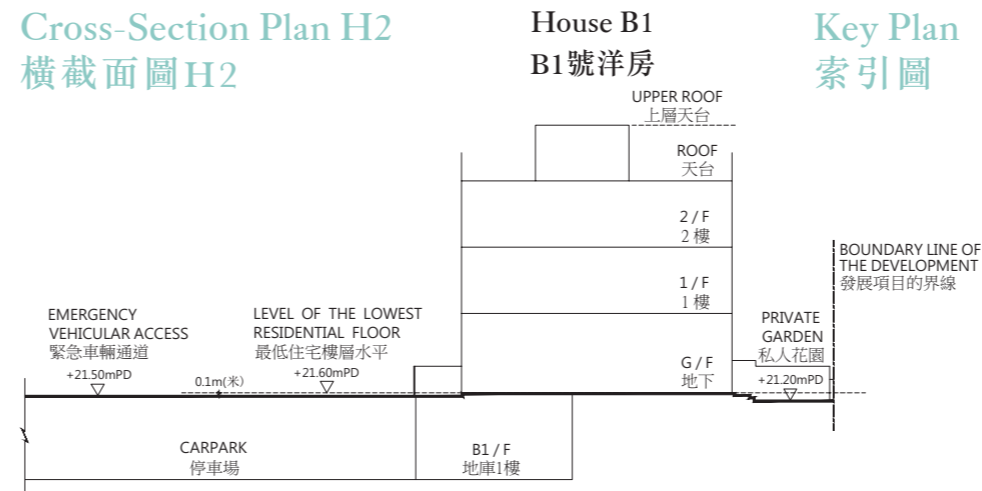 Cross-Section Plan H2
橫截面圖H2
House B1
B1號洋房
Key Plan
索引圖
UPPER ROOF
上層天台
ROOF
天台
2 / F
2 樓
1 / F
1 樓
G / F
地下
BOUNDARY LINE OF
THE DEVELOPMENT
發展項目的界線
EMERGENCY
VEHICULAR ACCESS
緊急車輛通道
+21.50mPD
0.1m(米)
LEVEL OF THE LOWEST
RESIDENTIAL FLOOR
最低住宅樓層水平
+21.60mPD
PRIVATE
GARDEN
私人花園
+21.20mPD
CARPARK
停車場
B1 / F
地庫1樓